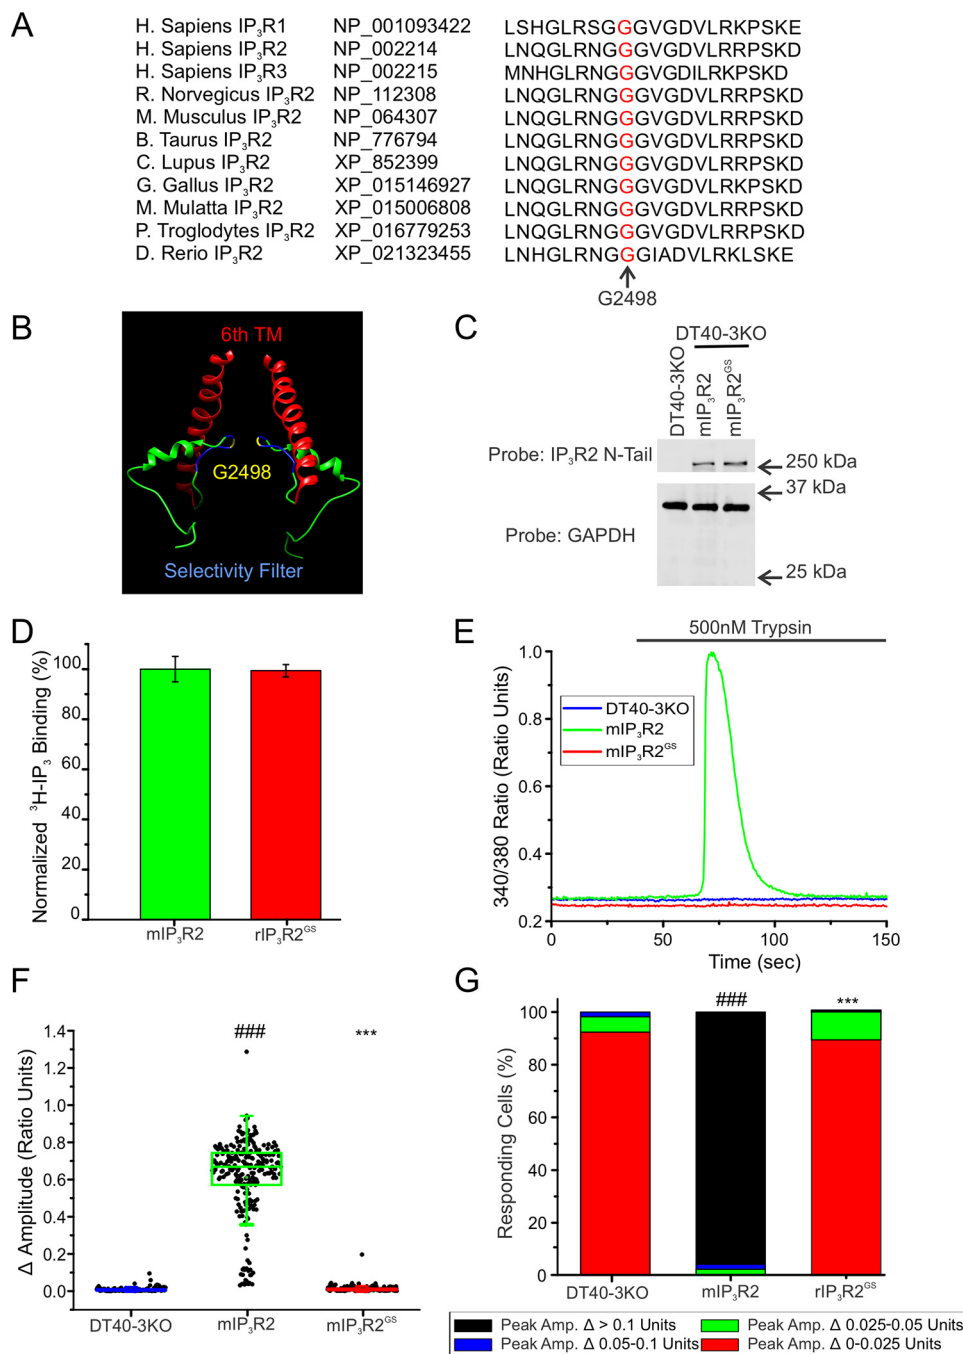 A
H. Sapiens IP3R1 NP_001093422 LSHGLRSGGGVGDVLRKPSKE
H. Sapiens IP3R2 NP_002214 LNQGLRNGGGVGDVLRRPSKD
H. Sapiens IP3R3 NP_002215 MNHGLRNGGGVGDILRKPSKD
R. Norvegicus IP3R2 NP_112308 LNQGLRNGGGVGDVLRRPSKD
M. Musculus IP3R2 NP_064307 LNQGLRNGGGVGDVLRRPSKD
B. Taurus IP3R2 NP_776794 LNQGLRNGGGVGDVLRRPSKD
C. Lupus IP3R2 XP_852399 LNQGLRNGGGVGDVLRRPSKD
G. Gallus IP3R2 XP_015146927 LNQGLRNGGGVGDVLRKPSKD
M. Mulatta IP3R2 XP_015006808 LNQGLRNGGGVGDVLRRPSKD
P. Troglodytes IP3R2 XP_016779253 LNQGLRNGGGVGDVLRRPSKD
D. Rerio IP3R2 XP_021323455 LNHGLRNGGGIADVLRKLSKE
G2498
B
6th TM
G2498
Selectivity Filter
C
DT40-3KO
DT40-3KO
mIP3R2
mIP3R2GS
Probe: IP3R2 N-Tail
250 kDa
37 kDa
Probe: GAPDH
25 kDa
D
Normalized 3H-IP3 Binding (%)
100
80
60
40
20
0
mIP3R2 rIP3R2GS
E
500nM Trypsin
340/380 Ratio (Ratio Units)
1.0
0.8
0.6
0.4
0.2
DT40-3KO
mIP3R2
mIP3R2GS
0 50 100 150
Time (sec)
F
Δ Amplitude (Ratio Units)
1.4
1.2
1.0
0.8
0.6
0.4
0.2
0.0
###
***
DT40-3KO mIP3R2 mIP3R2GS
G
Responding Cells (%)
100
80
60
40
20
0
###
***
DT40-3KO mIP3R2 rIP3R2GS
Peak Amp. Δ > 0.1 Units Peak Amp. Δ 0.025-0.05 Units
Peak Amp. Δ 0.05-0.1 Units Peak Amp. Δ 0-0.025 Units